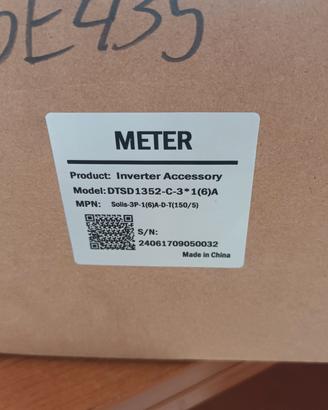 DE435
METER
Product: Inverter Accessory
Model: DTSD1352-C-3*1(6)A
MPN: Solis-3P-1(6)A-D-T(150/5)
S/N:
24061709050032
Made in China